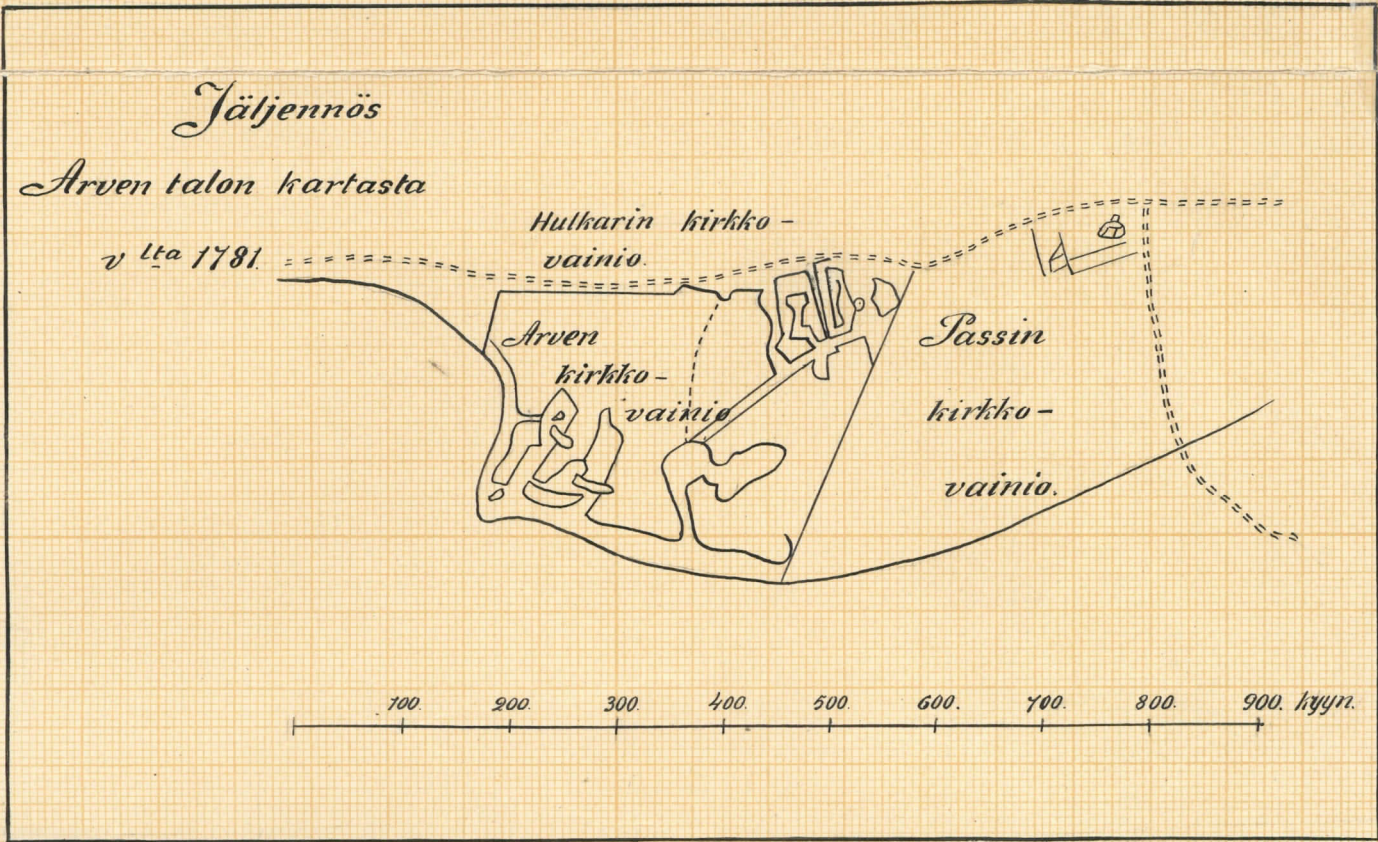 Jäljennös
Arven talon kartasta
v lta 1781.
Hulkarin kirkko-
vainio.
Arven
kirkko-
vainio
Passin
kirkko-
vainio.
100. 200. 300. 400. 500. 600. 700. 800. 900. kyyn.